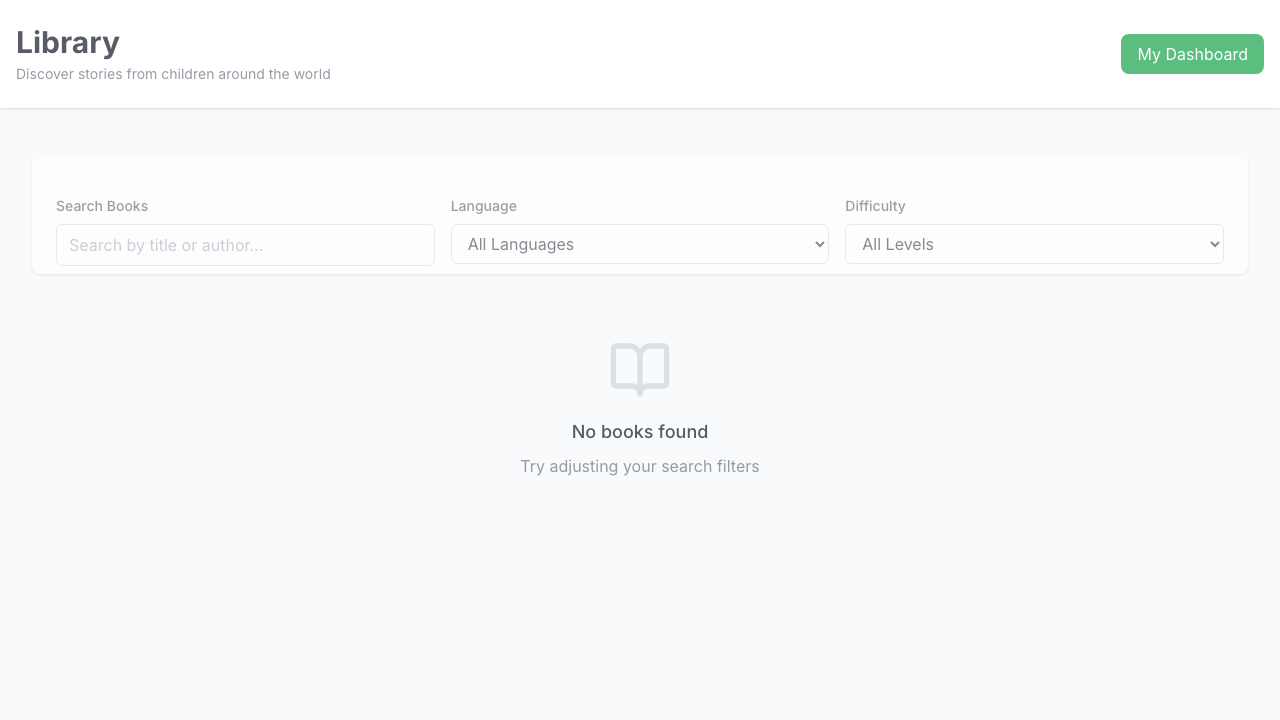 Library
Discover stories from children around the world
My Dashboard
Search Books
Language
Difficulty
Search by title or author...
All Languages
All Levels
No books found
Try adjusting your search filters